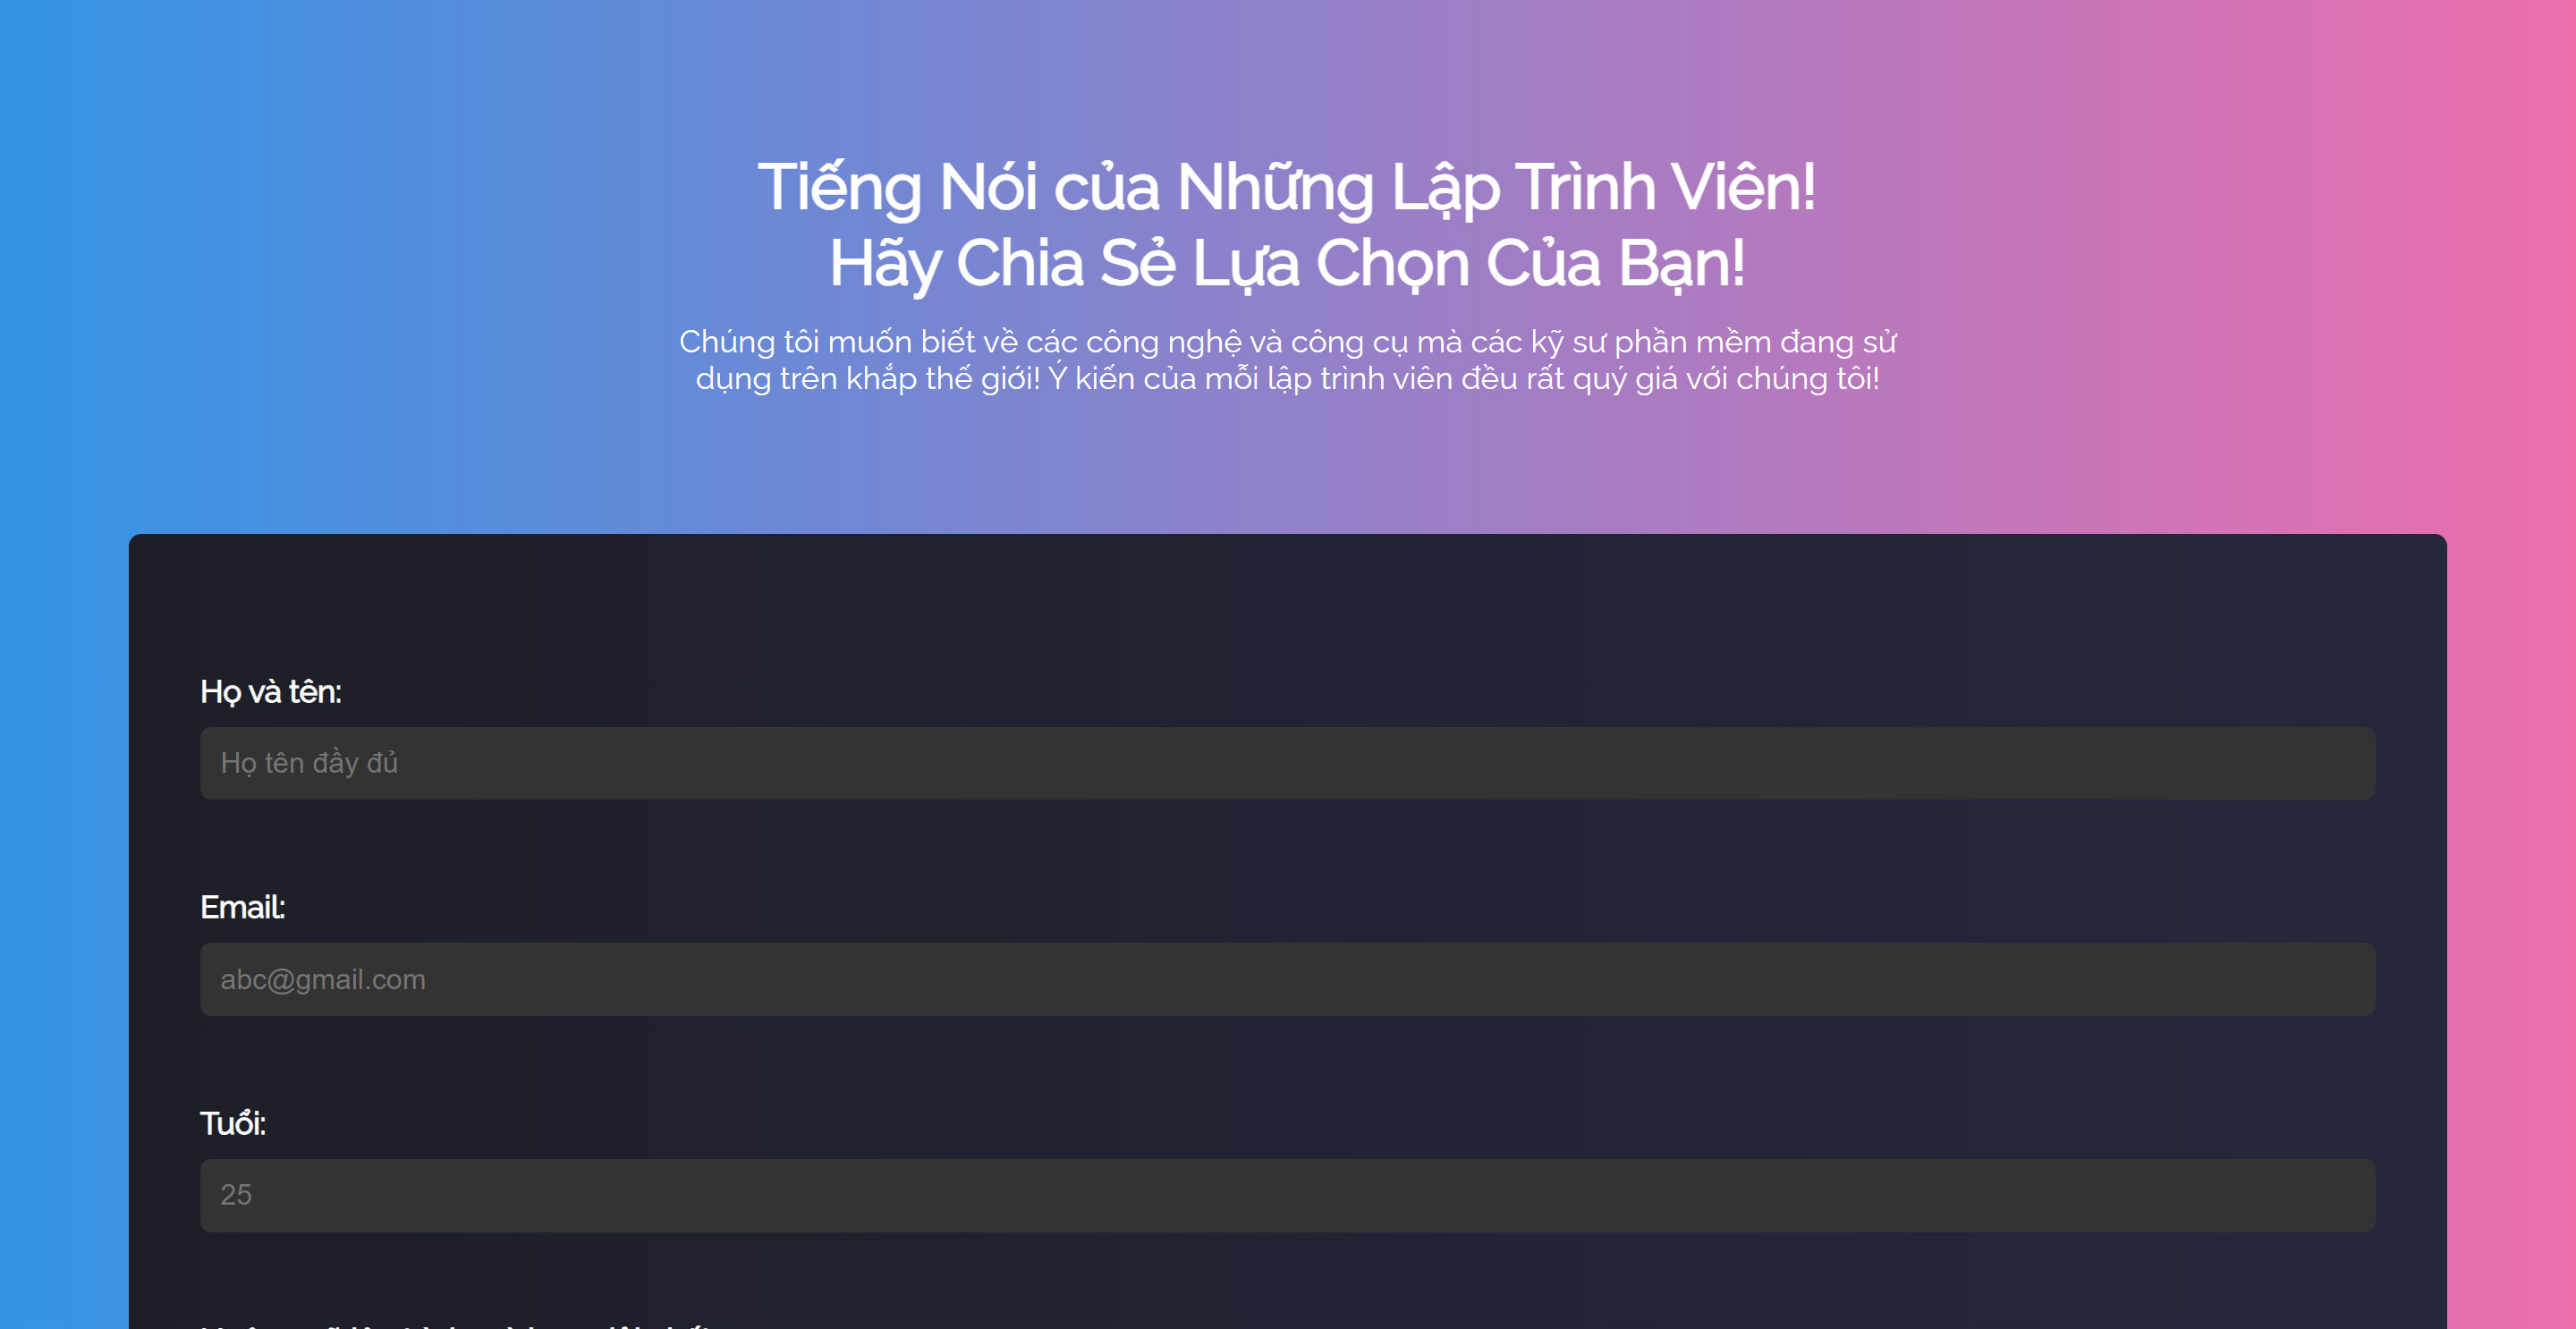 Tiếng Nói của Những Lập Trình Viên!
Hãy Chia Sẻ Lựa Chọn Của Bạn!
Chúng tôi muốn biết về các công nghệ và công cụ mà các kỹ sư phần mềm đang sử
dụng trên khắp thế giới! Ý kiến của mỗi lập trình viên đều rất quý giá với chúng tôi!
Họ và tên:
Họ tên đầy đủ
Email:
abc@gmail.com
Tuổi:
25